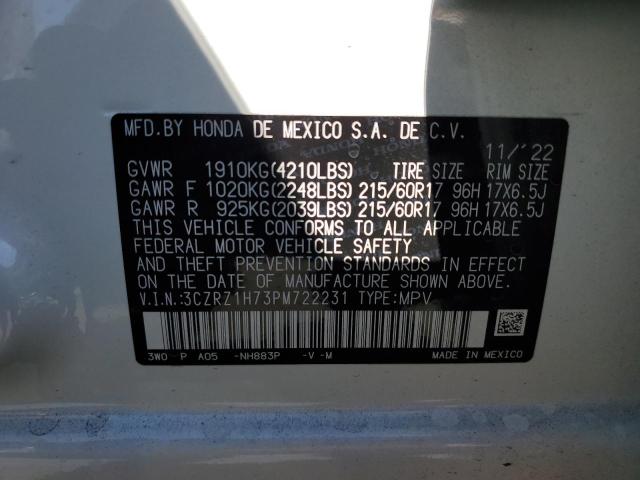 MFD.BY HONDA DE MEXICO S.A. DE C.V.
11/'22
GVWR 1910KG(4210LBS) TIRE SIZE RIM SIZE
GAWR F 1020KG(2248LBS) 215/60R17 96H 17X6.5J
GAWR R 925KG(2039LBS) 215/60R17 96H 17X6.5J
THIS VEHICLE CONFORMS TO ALL APPLICABLE
FEDERAL MOTOR VEHICLE SAFETY
AND THEFT PREVENTION STANDARDS IN EFFECT
ON THE DATE OF MANUFACTURE SHOWN ABOVE.
V.I.N.:3CZRZ1H73PM722231 TYPE:MPV
3W0 P A05 -NH883P -V -M MADE IN MEXICO